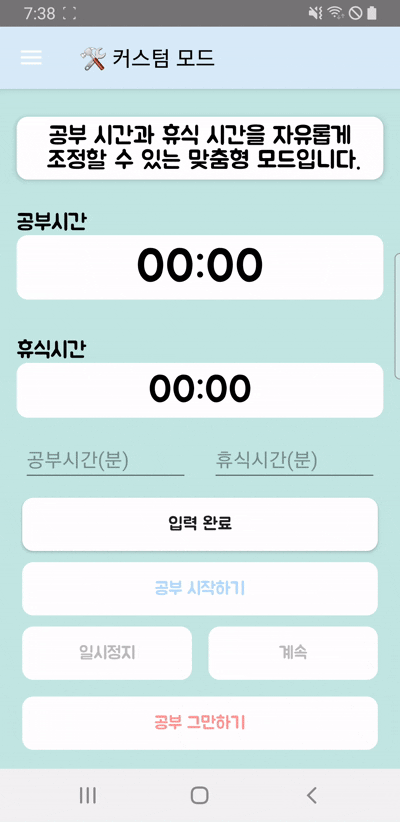 7:38
커스텀 모드
공부 시간과 휴식 시간을 자유롭게
조정할 수 있는 맞춤형 모드입니다.
공부시간
00:00
휴식시간
00:00
공부시간(분) 휴식시간(분)
입력 완료
공부 시작하기
일시정지 계속
공부 그만하기